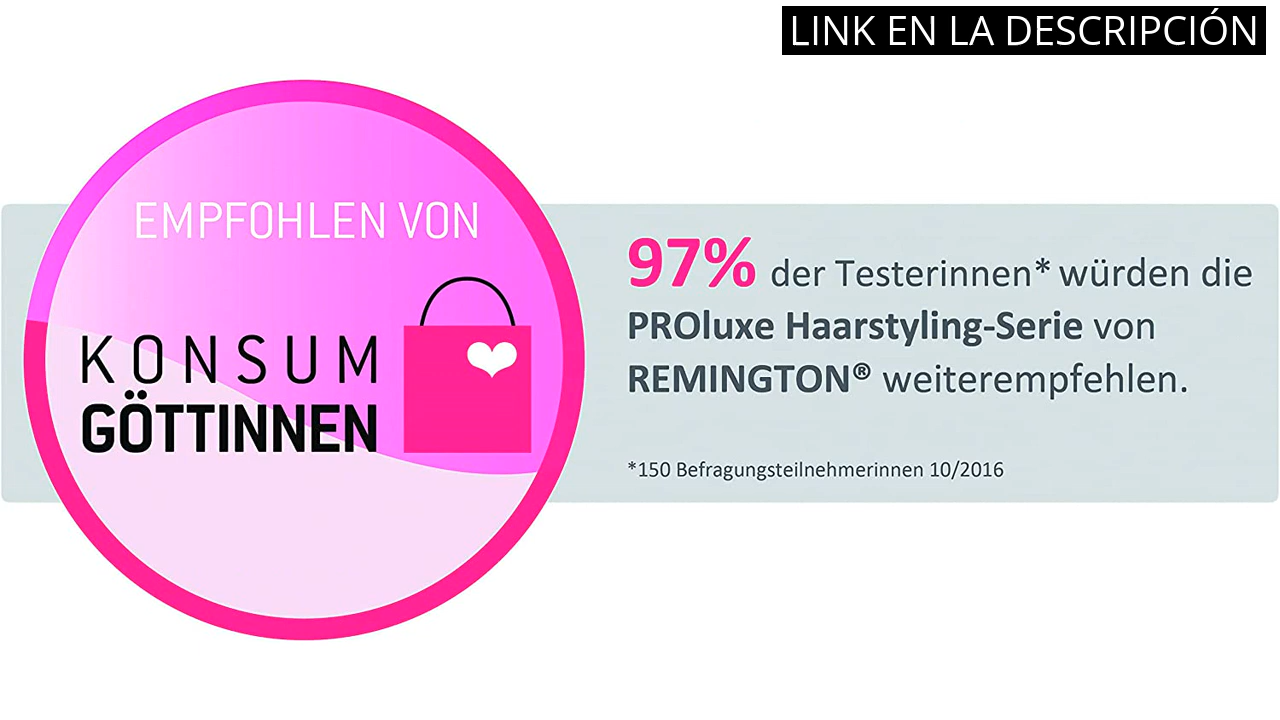 LINK EN LA DESCRIPCIÓN
EMPFOHLEN VON
KONSUM
GÖTTINNEN
97% der Testerinnen* würden die
PROluxe Haarstyling-Serie von
REMINGTON® weiterempfehlen.
*150 Befragungsteilnehmerinnen 10/2016